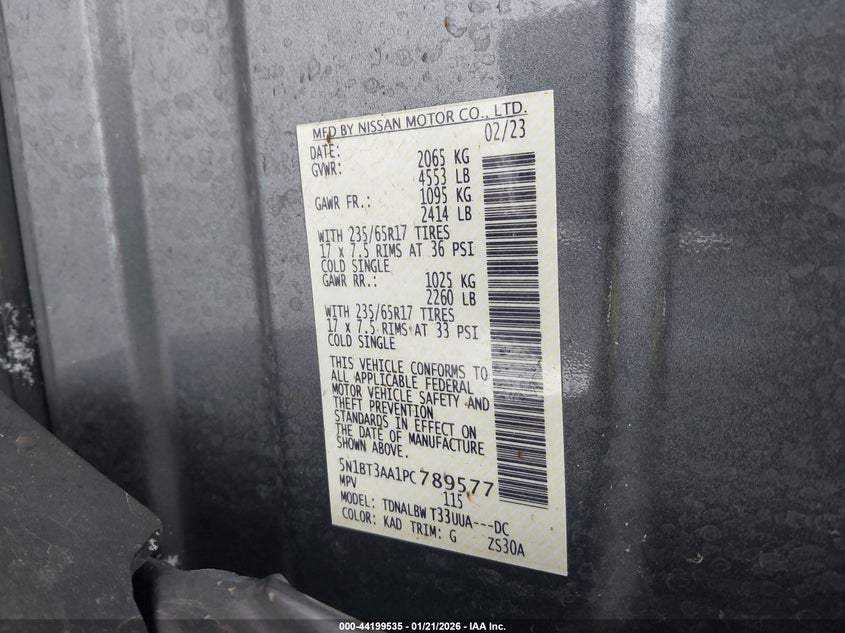 MFD BY NISSAN MOTOR CO., LTD.
DATE: 02/23
GVWR: 2065 KG
4553 LB
GAWR FR.: 1095 KG
2414 LB
WITH 235/65R17 TIRES
17 x 7.5 RIMS AT 36 PSI
COLD SINGLE
GAWR RR.: 1025 KG
2260 LB
WITH 235/65R17 TIRES
17 x 7.5 RIMS AT 33 PSI
COLD SINGLE
THIS VEHICLE CONFORMS TO
ALL APPLICABLE FEDERAL
MOTOR VEHICLE SAFETY AND
THEFT PREVENTION
STANDARDS IN EFFECT ON
THE DATE OF MANUFACTURE
SHOWN ABOVE.
5N1BT3AA1PC789577
MPV 115
MODEL: TDNALBW T33UUA---DC
COLOR: KAD TRIM: G ZS30A
000-44199535 - 01/21/2026 - IAA Inc.